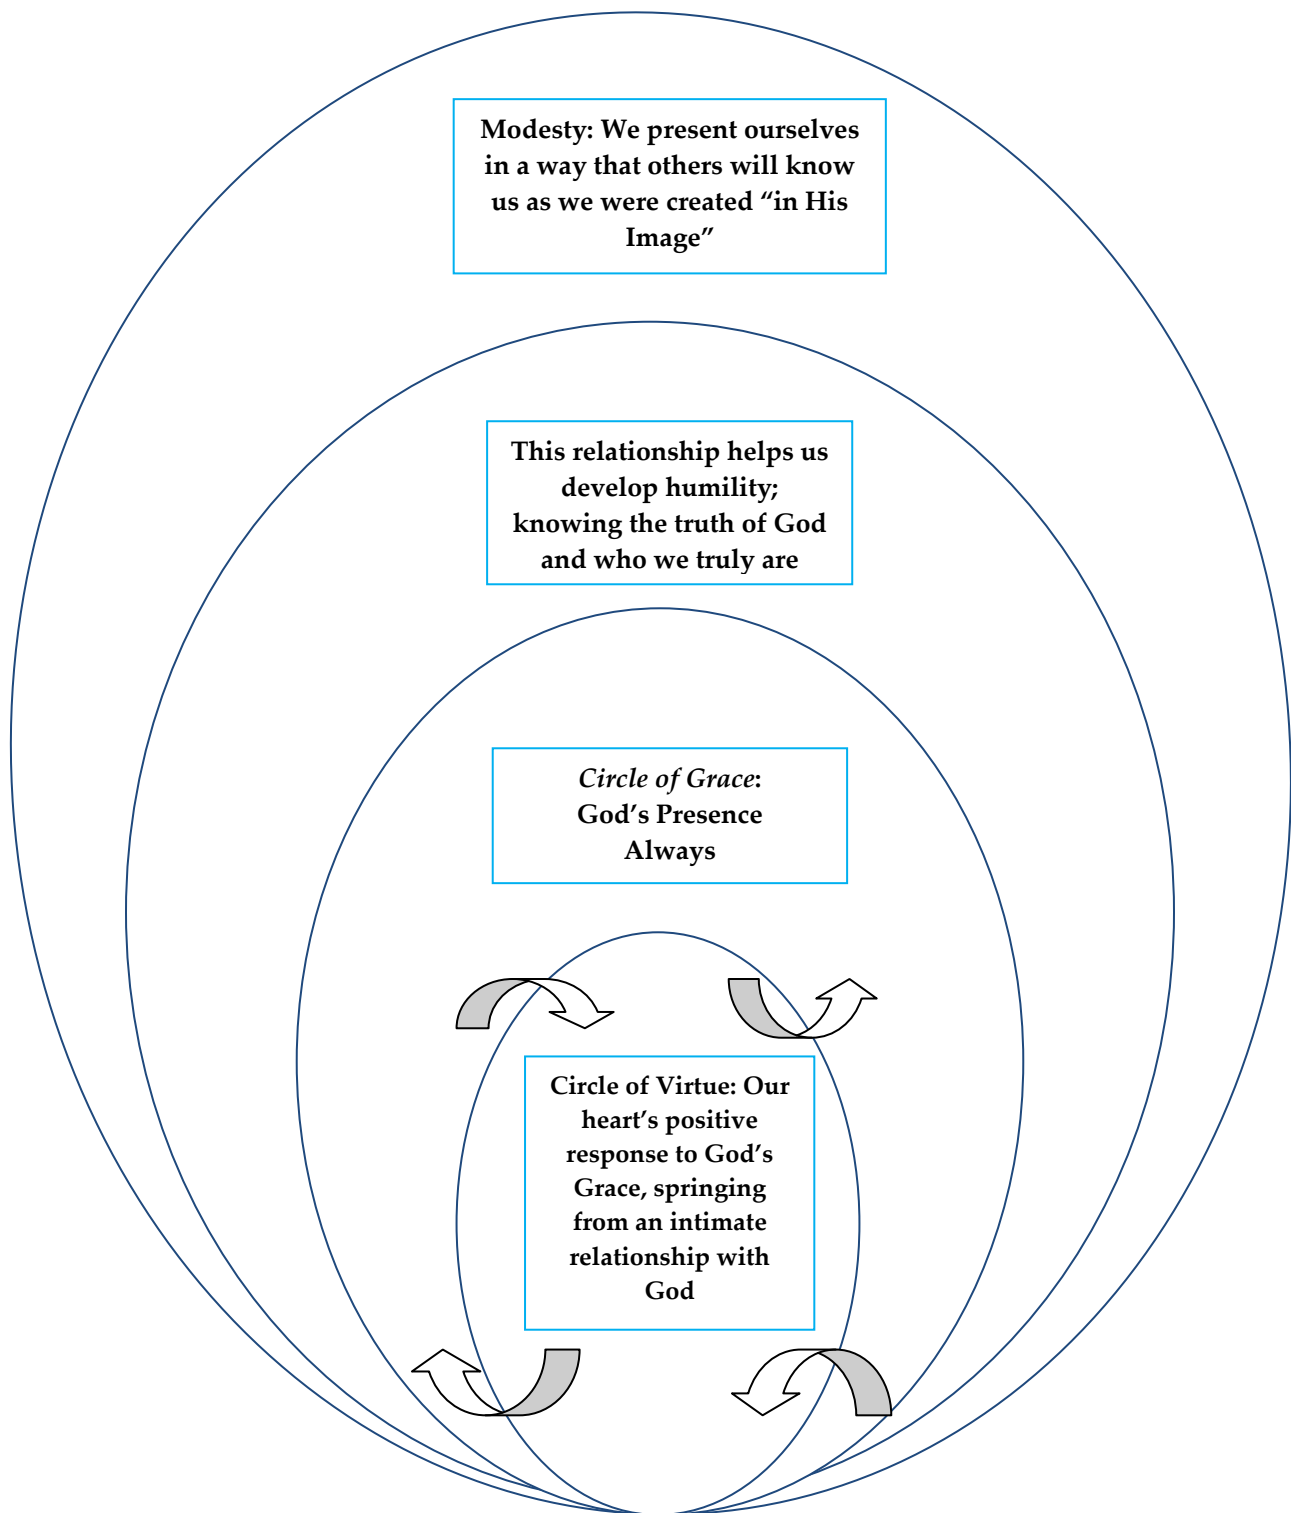 Modesty: We present ourselves
in a way that others will know
us as we were created “in His
Image”
This relationship helps us
develop humility;
knowing the truth of God
and who we truly are
Circle of Grace:
God’s Presence
Always
Circle of Virtue: Our
heart’s positive
response to God’s
Grace, springing
from an intimate
relationship with
God